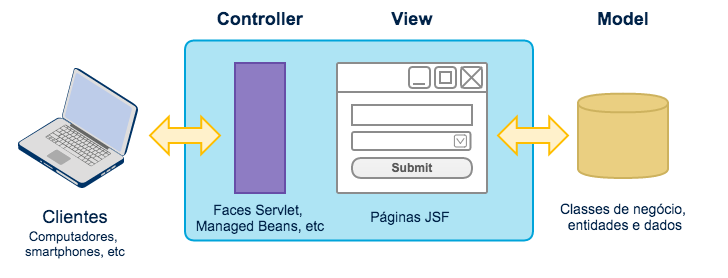 Controller
View
Model
Submit
Clientes
Computadores,
smartphones, etc
Faces Servlet,
Managed Beans, etc
Páginas JSF
Classes de negócio,
entidades e dados